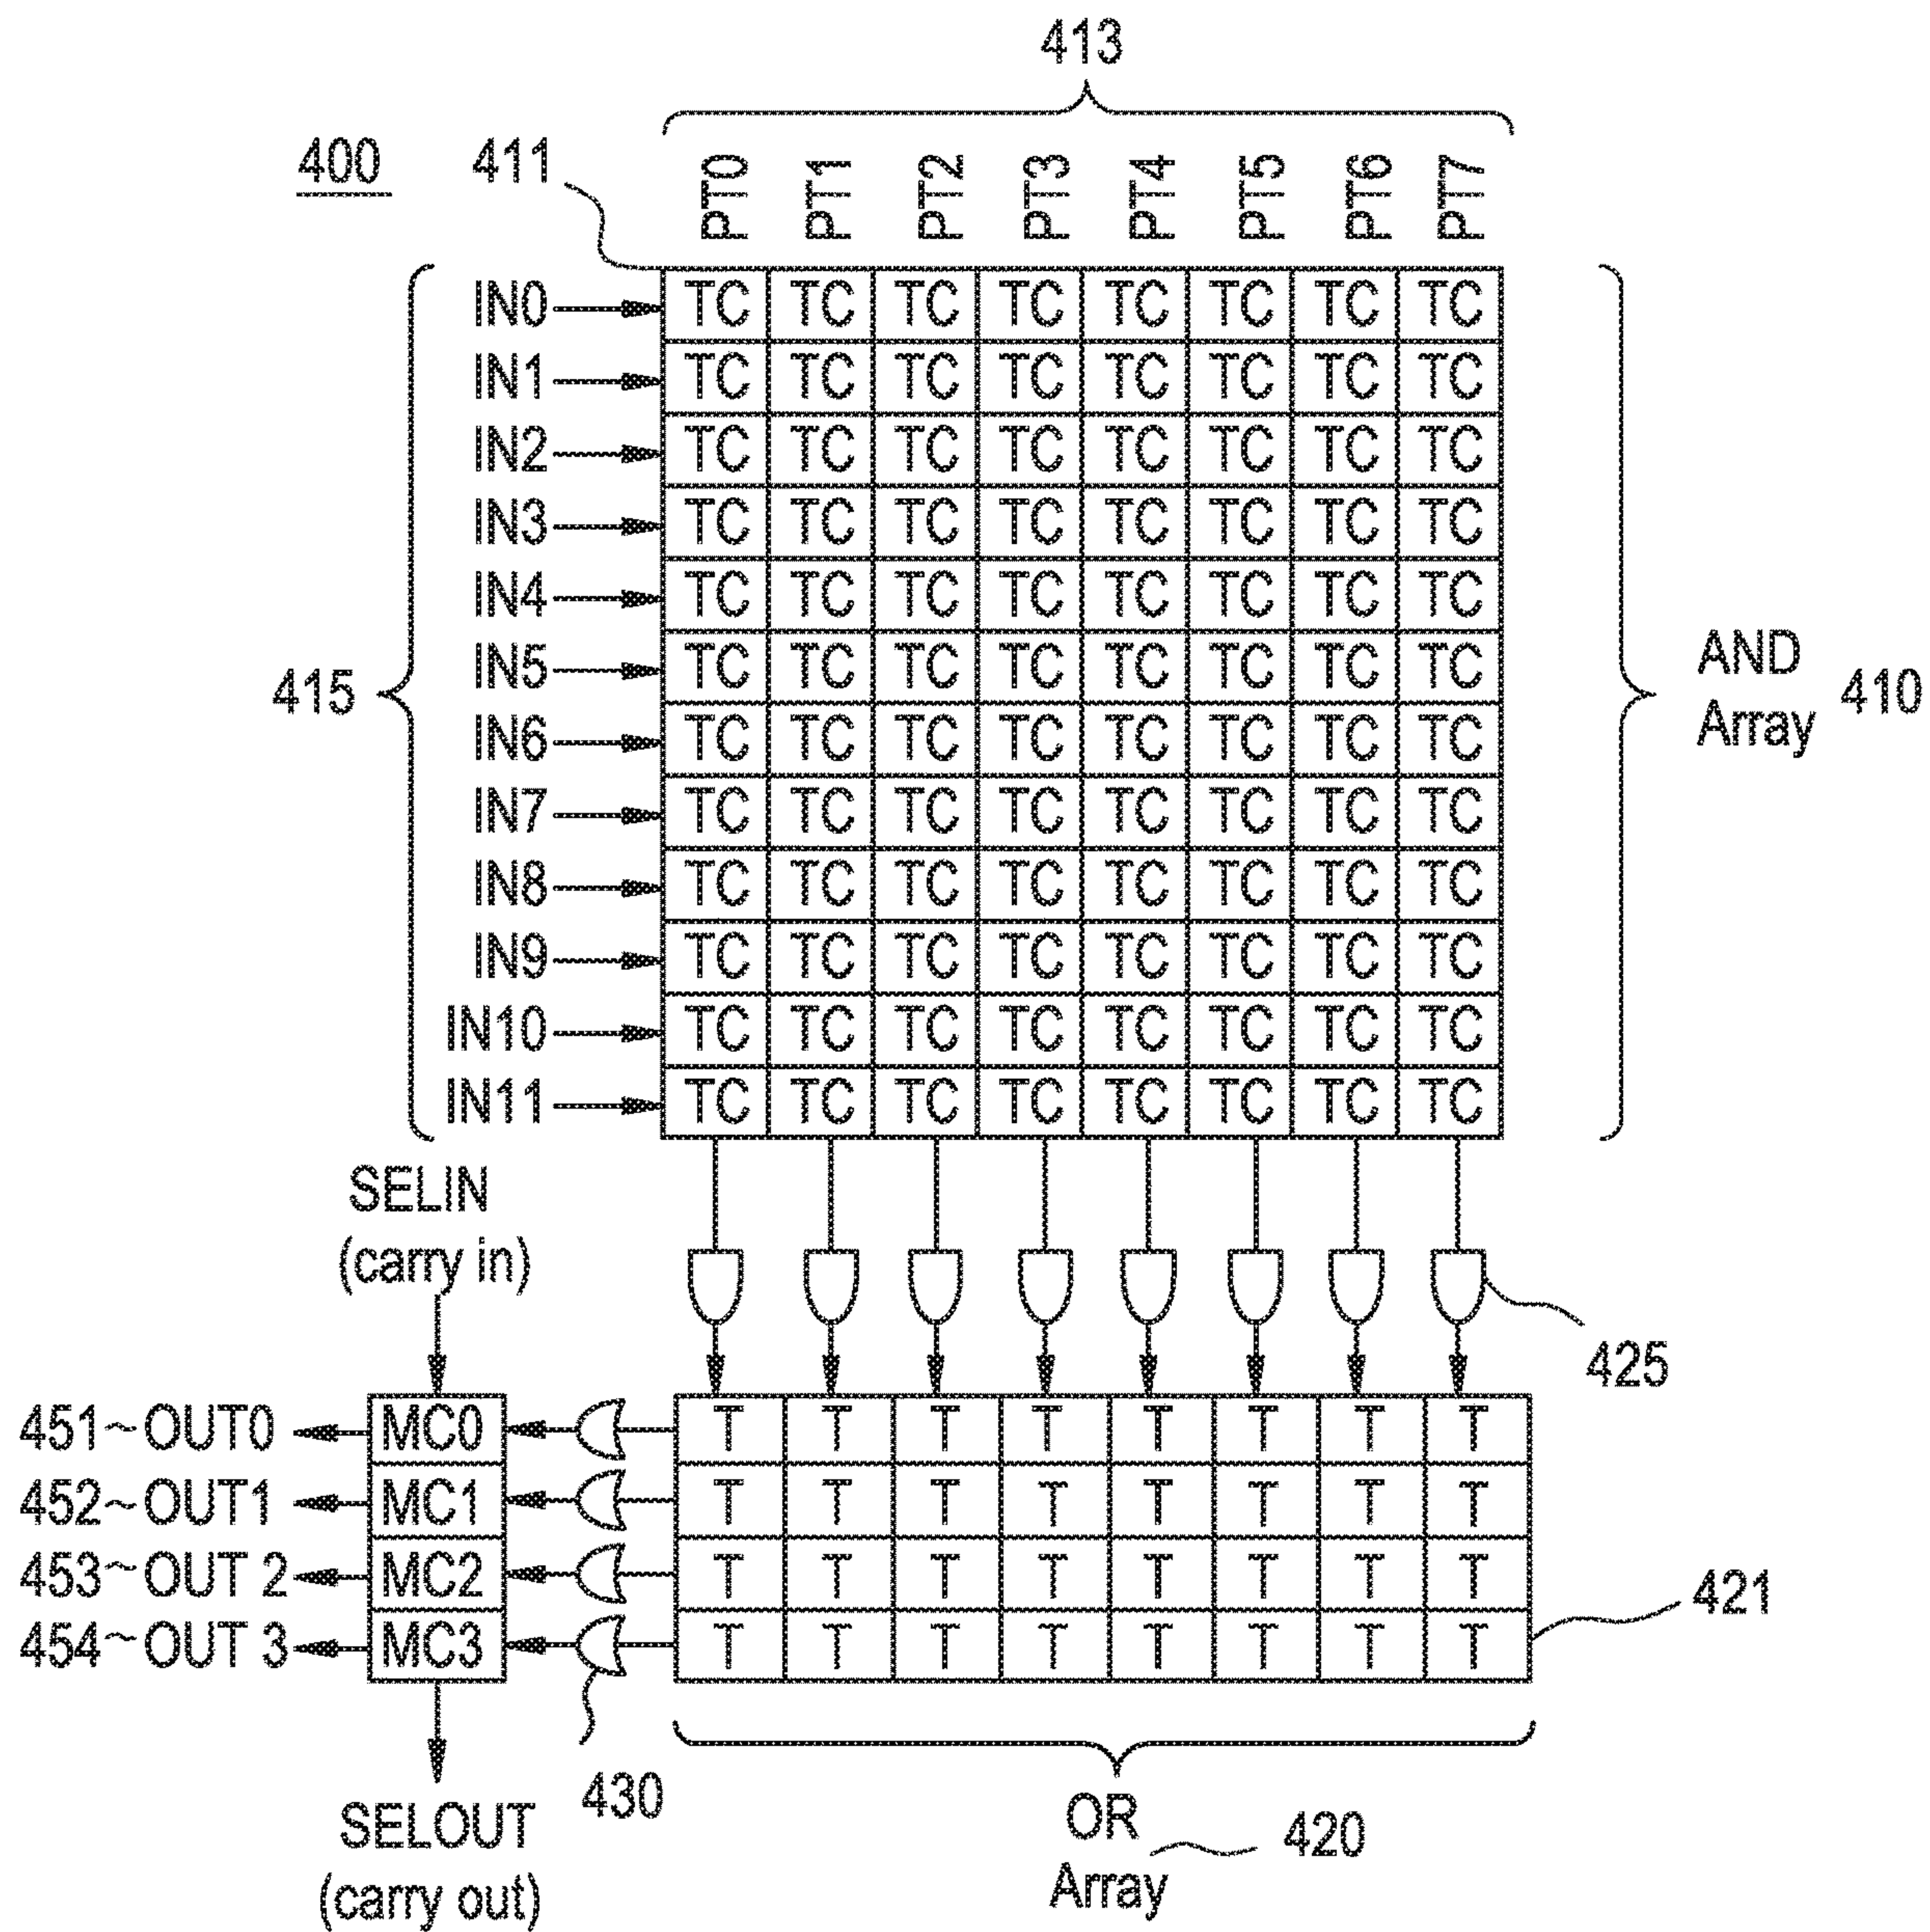 413
400
411
PT0 PT1 PT2 PT3 PT4 PT5 PT6 PT7
IN0 TC TC TC TC TC TC TC TC
IN1 TC TC TC TC TC TC TC TC
IN2 TC TC TC TC TC TC TC TC
IN3 TC TC TC TC TC TC TC TC
IN4 TC TC TC TC TC TC TC TC
IN5 TC TC TC TC TC TC TC TC
IN6 TC TC TC TC TC TC TC TC
IN7 TC TC TC TC TC TC TC TC
IN8 TC TC TC TC TC TC TC TC
IN9 TC TC TC TC TC TC TC TC
IN10 TC TC TC TC TC TC TC TC
IN11 TC TC TC TC TC TC TC TC
415
AND
Array 410
SELIN
(carry in)
425
451~OUT0 MC0 T T T T T T T T
452~OUT1 MC1 T T T T T T T T
453~OUT 2 MC2 T T T T T T T T
454~OUT 3 MC3 T T T T T T T T
421
430
SELOUT
(carry out)
OR
Array
420